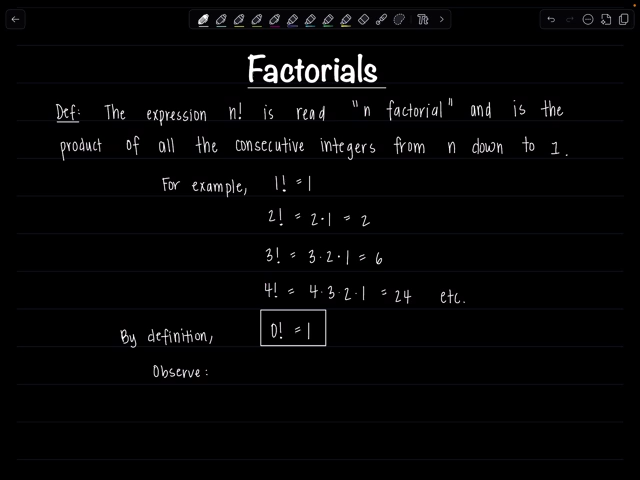 Factorials
Def: The expression n! is read "n factorial" and is the
product of all the consecutive integers from n down to 1.
For example, 1! = 1
2! = 2·1 = 2
3! = 3·2·1 = 6
4! = 4·3·2·1 = 24 etc.
By definition, 0! = 1
Observe: